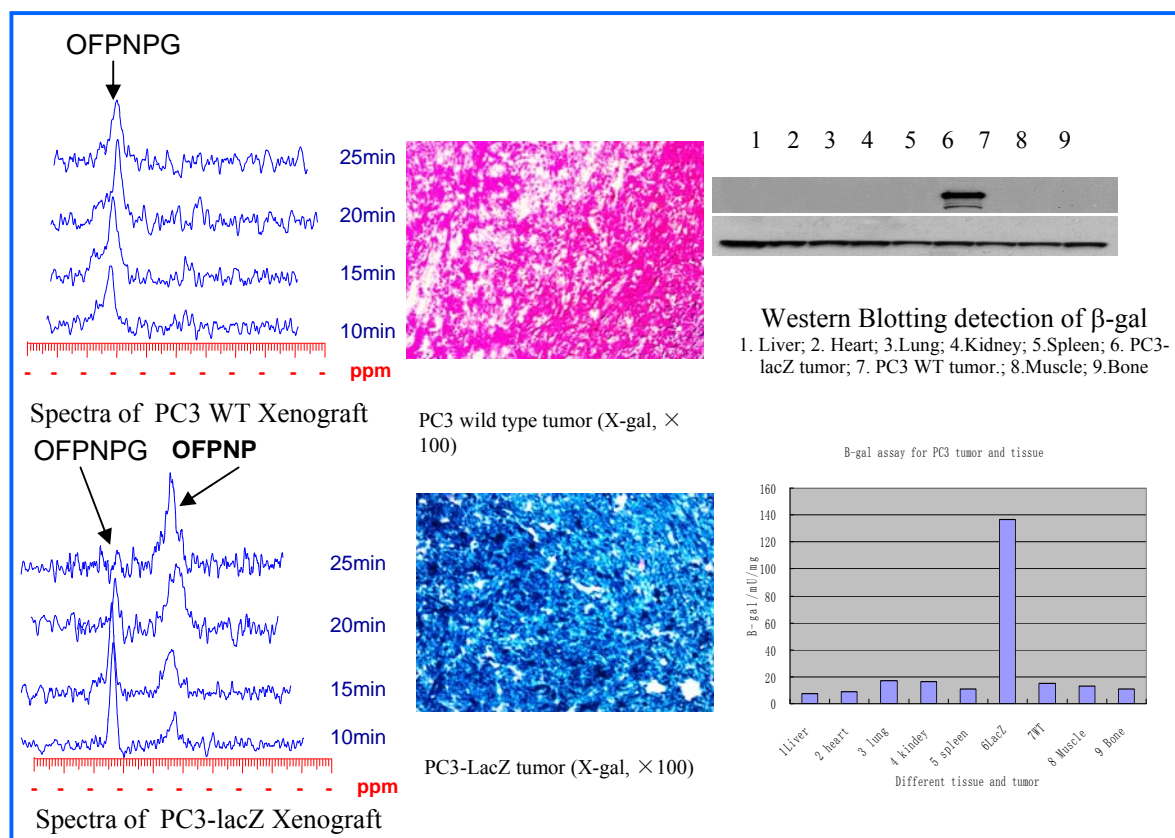 OFPNPG
25min
20min
15min
10min
ppm
Spectra of PC3 WT Xenograft
OFPNPG OFPNP
25min
20min
15min
10min
ppm
Spectra of PC3-lacZ Xenograft
PC3 wild type tumor (X-gal, ×
100)
PC3-LacZ tumor (X-gal, ×100)
1 2 3 4 5 6 7 8 9
Western Blotting detection of β-gal
1. Liver; 2. Heart; 3.Lung; 4.Kidney; 5.Spleen; 6. PC3-
lacZ tumor; 7. PC3 WT tumor.; 8.Muscle; 9.Bone
B-gal assay for PC3 tumor and tissue
160
140
120
100
80
60
40
20
0
B-gal/mU/mg
1Liver
2 heart
3 lung
4 kindey
5 spleen
6LacZ
7WT
8 Muscle
9 Bone
Different tissue and tumor